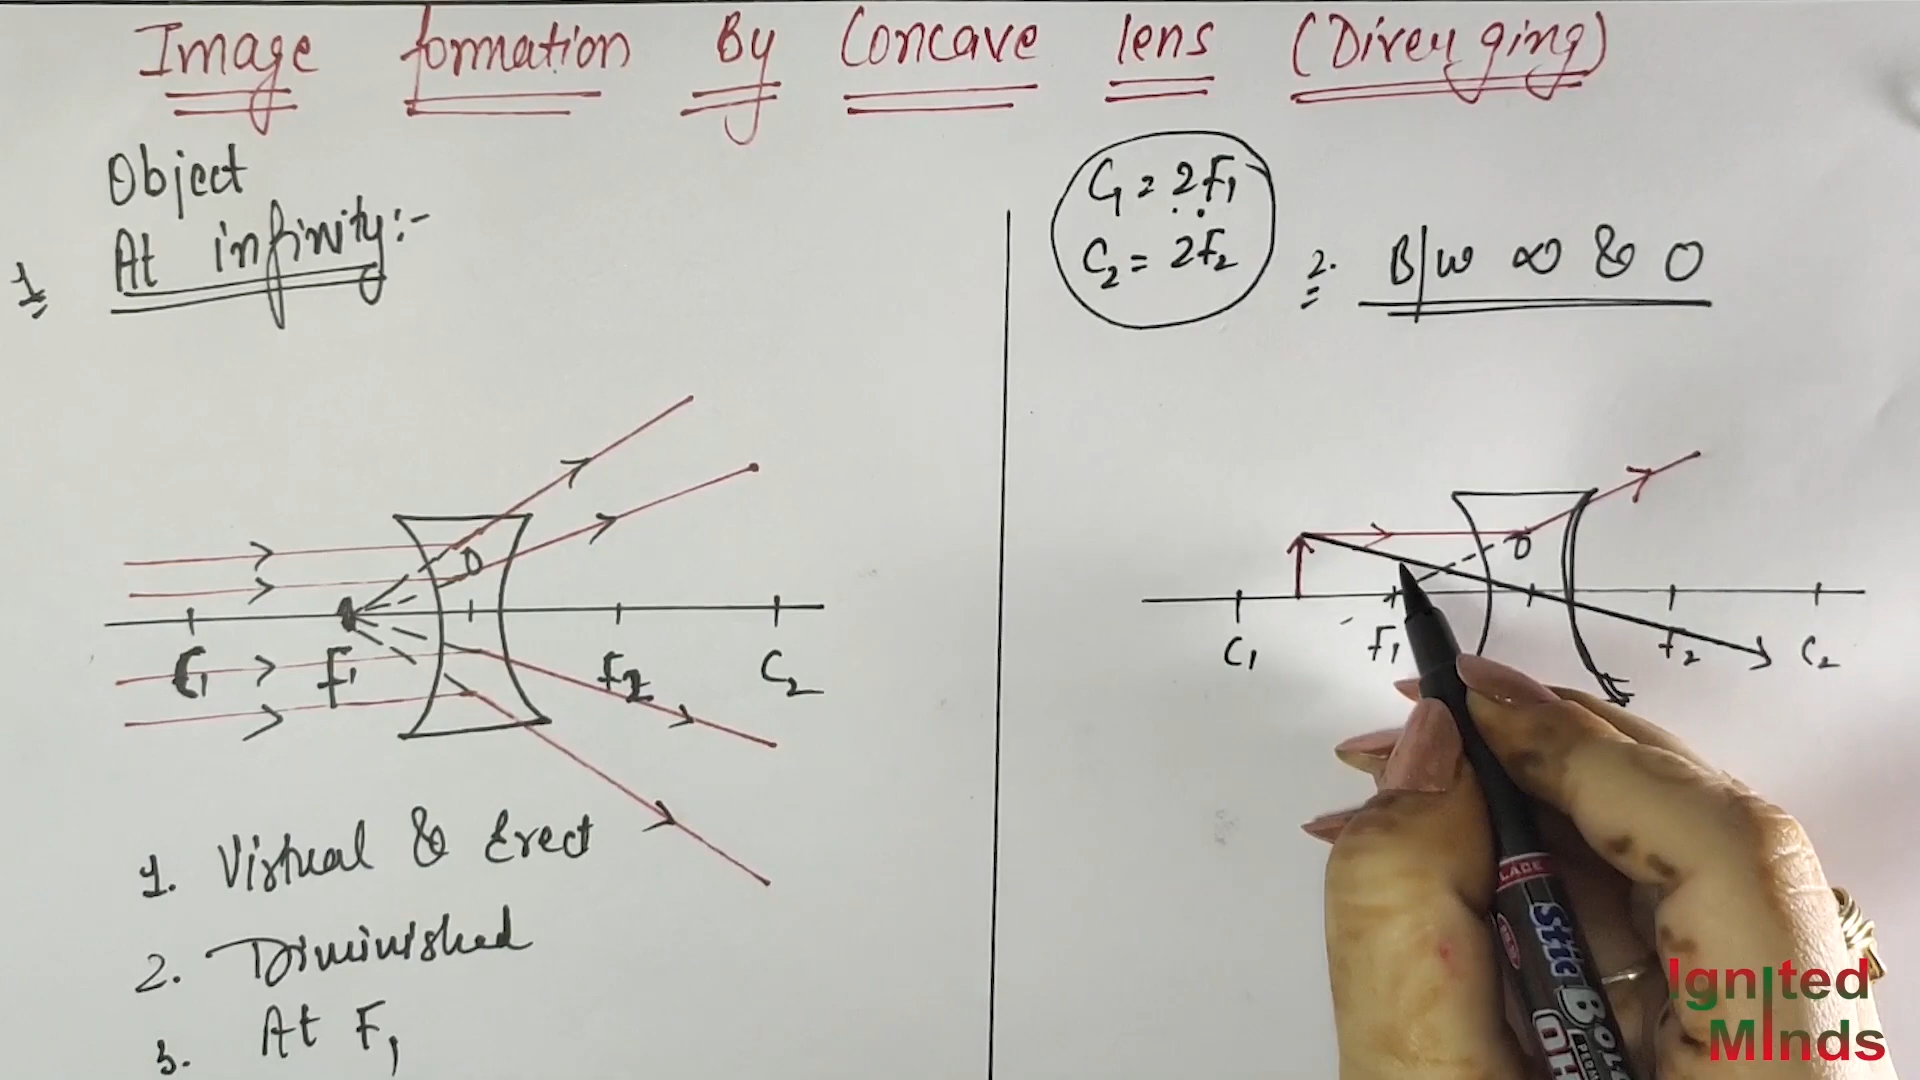 Image formation By Concave lens (Diverging)
Object
1 At infinity:-
C1 = 2F1
C2 = 2F2
2. B/w ∞ & O
O
C1 F1 F2 C2
O
C1 F1 F2 C2
1. Virtual & Erect
2. Diminished
3. At F1
Ignited
Minds